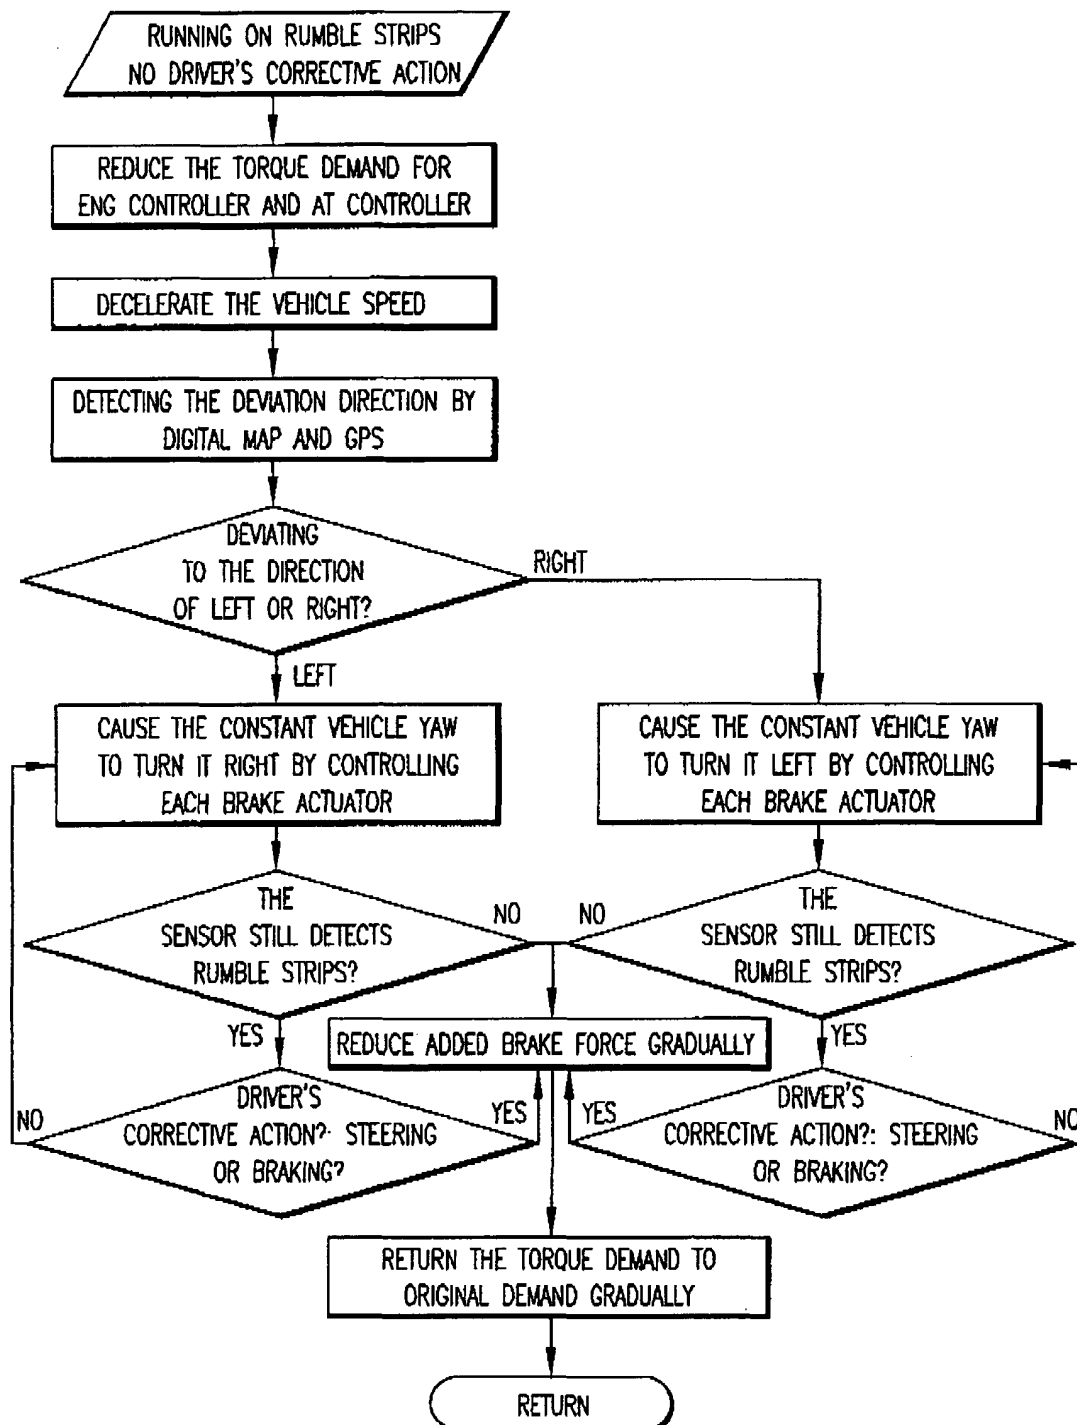 RUNNING ON RUMBLE STRIPS
NO DRIVER'S CORRECTIVE ACTION
REDUCE THE TORQUE DEMAND FOR
ENG CONTROLLER AND AT CONTROLLER
DECELERATE THE VEHICLE SPEED
DETECTING THE DEVIATION DIRECTION BY
DIGITAL MAP AND GPS
DEVIATING
TO THE DIRECTION
OF LEFT OR RIGHT?
RIGHT
LEFT
CAUSE THE CONSTANT VEHICLE YAW
TO TURN IT RIGHT BY CONTROLLING
EACH BRAKE ACTUATOR
CAUSE THE CONSTANT VEHICLE YAW
TO TURN IT LEFT BY CONTROLLING
EACH BRAKE ACTUATOR
THE
SENSOR STILL DETECTS
RUMBLE STRIPS?
NO
NO
THE
SENSOR STILL DETECTS
RUMBLE STRIPS?
YES
REDUCE ADDED BRAKE FORCE GRADUALLY
YES
NO
DRIVER'S
CORRECTIVE ACTION?: STEERING
OR BRAKING?
YES
YES
DRIVER'S
CORRECTIVE ACTION?: STEERING
OR BRAKING?
NO
RETURN THE TORQUE DEMAND TO
ORIGINAL DEMAND GRADUALLY
RETURN